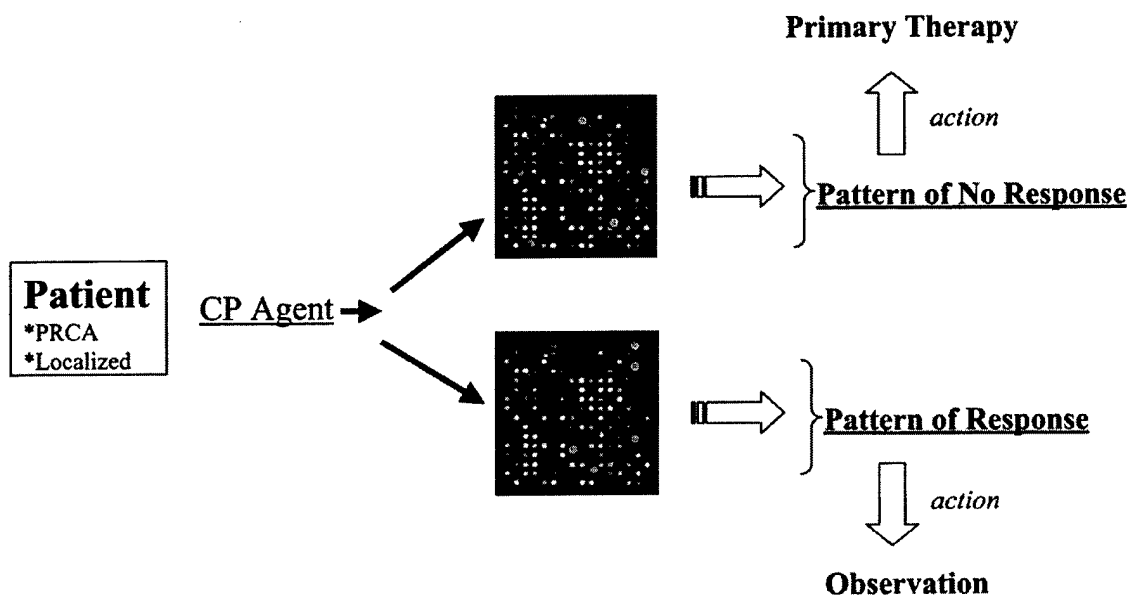 Primary Therapy
action
Pattern of No Response
Patient
*PRCA
*Localized
CP Agent
Pattern of Response
action
Observation